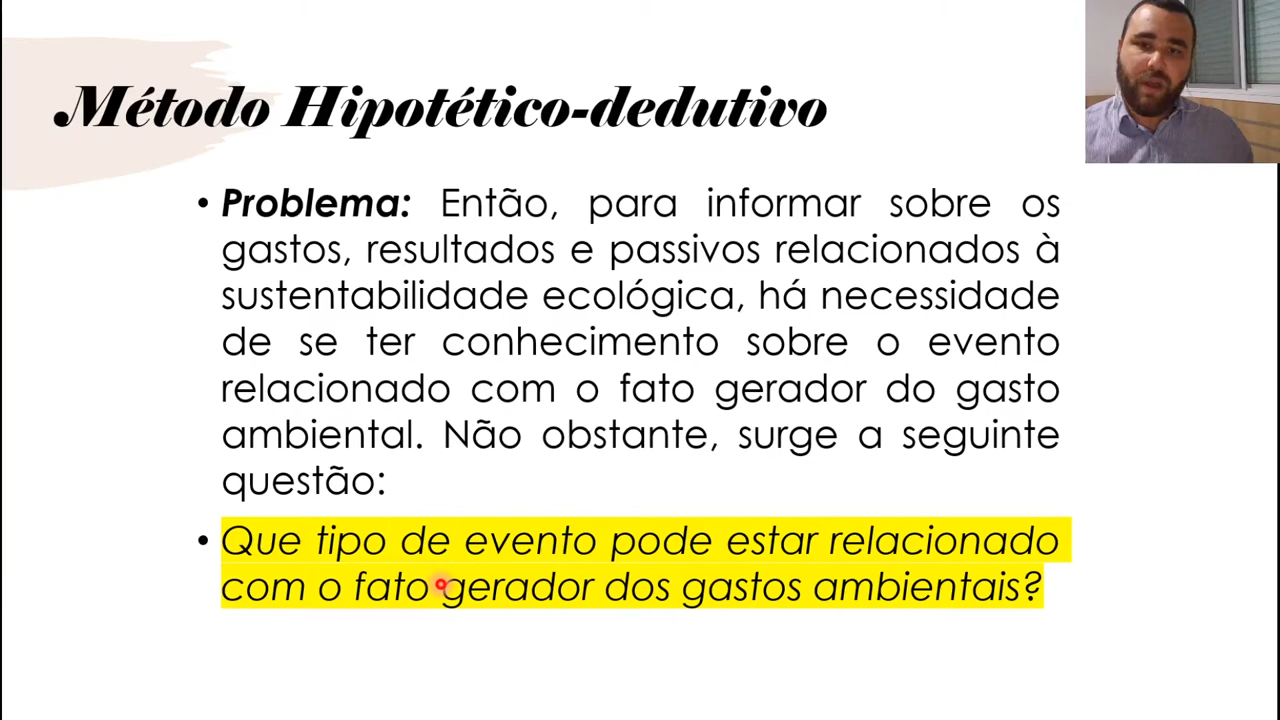 Método Hipotético-dedutivo
• Problema: Então, para informar sobre os
gastos, resultados e passivos relacionados à
sustentabilidade ecológica, há necessidade
de se ter conhecimento sobre o evento
relacionado com o fato gerador do gasto
ambiental. Não obstante, surge a seguinte
questão:
• Que tipo de evento pode estar relacionado
com o fato gerador dos gastos ambientais?